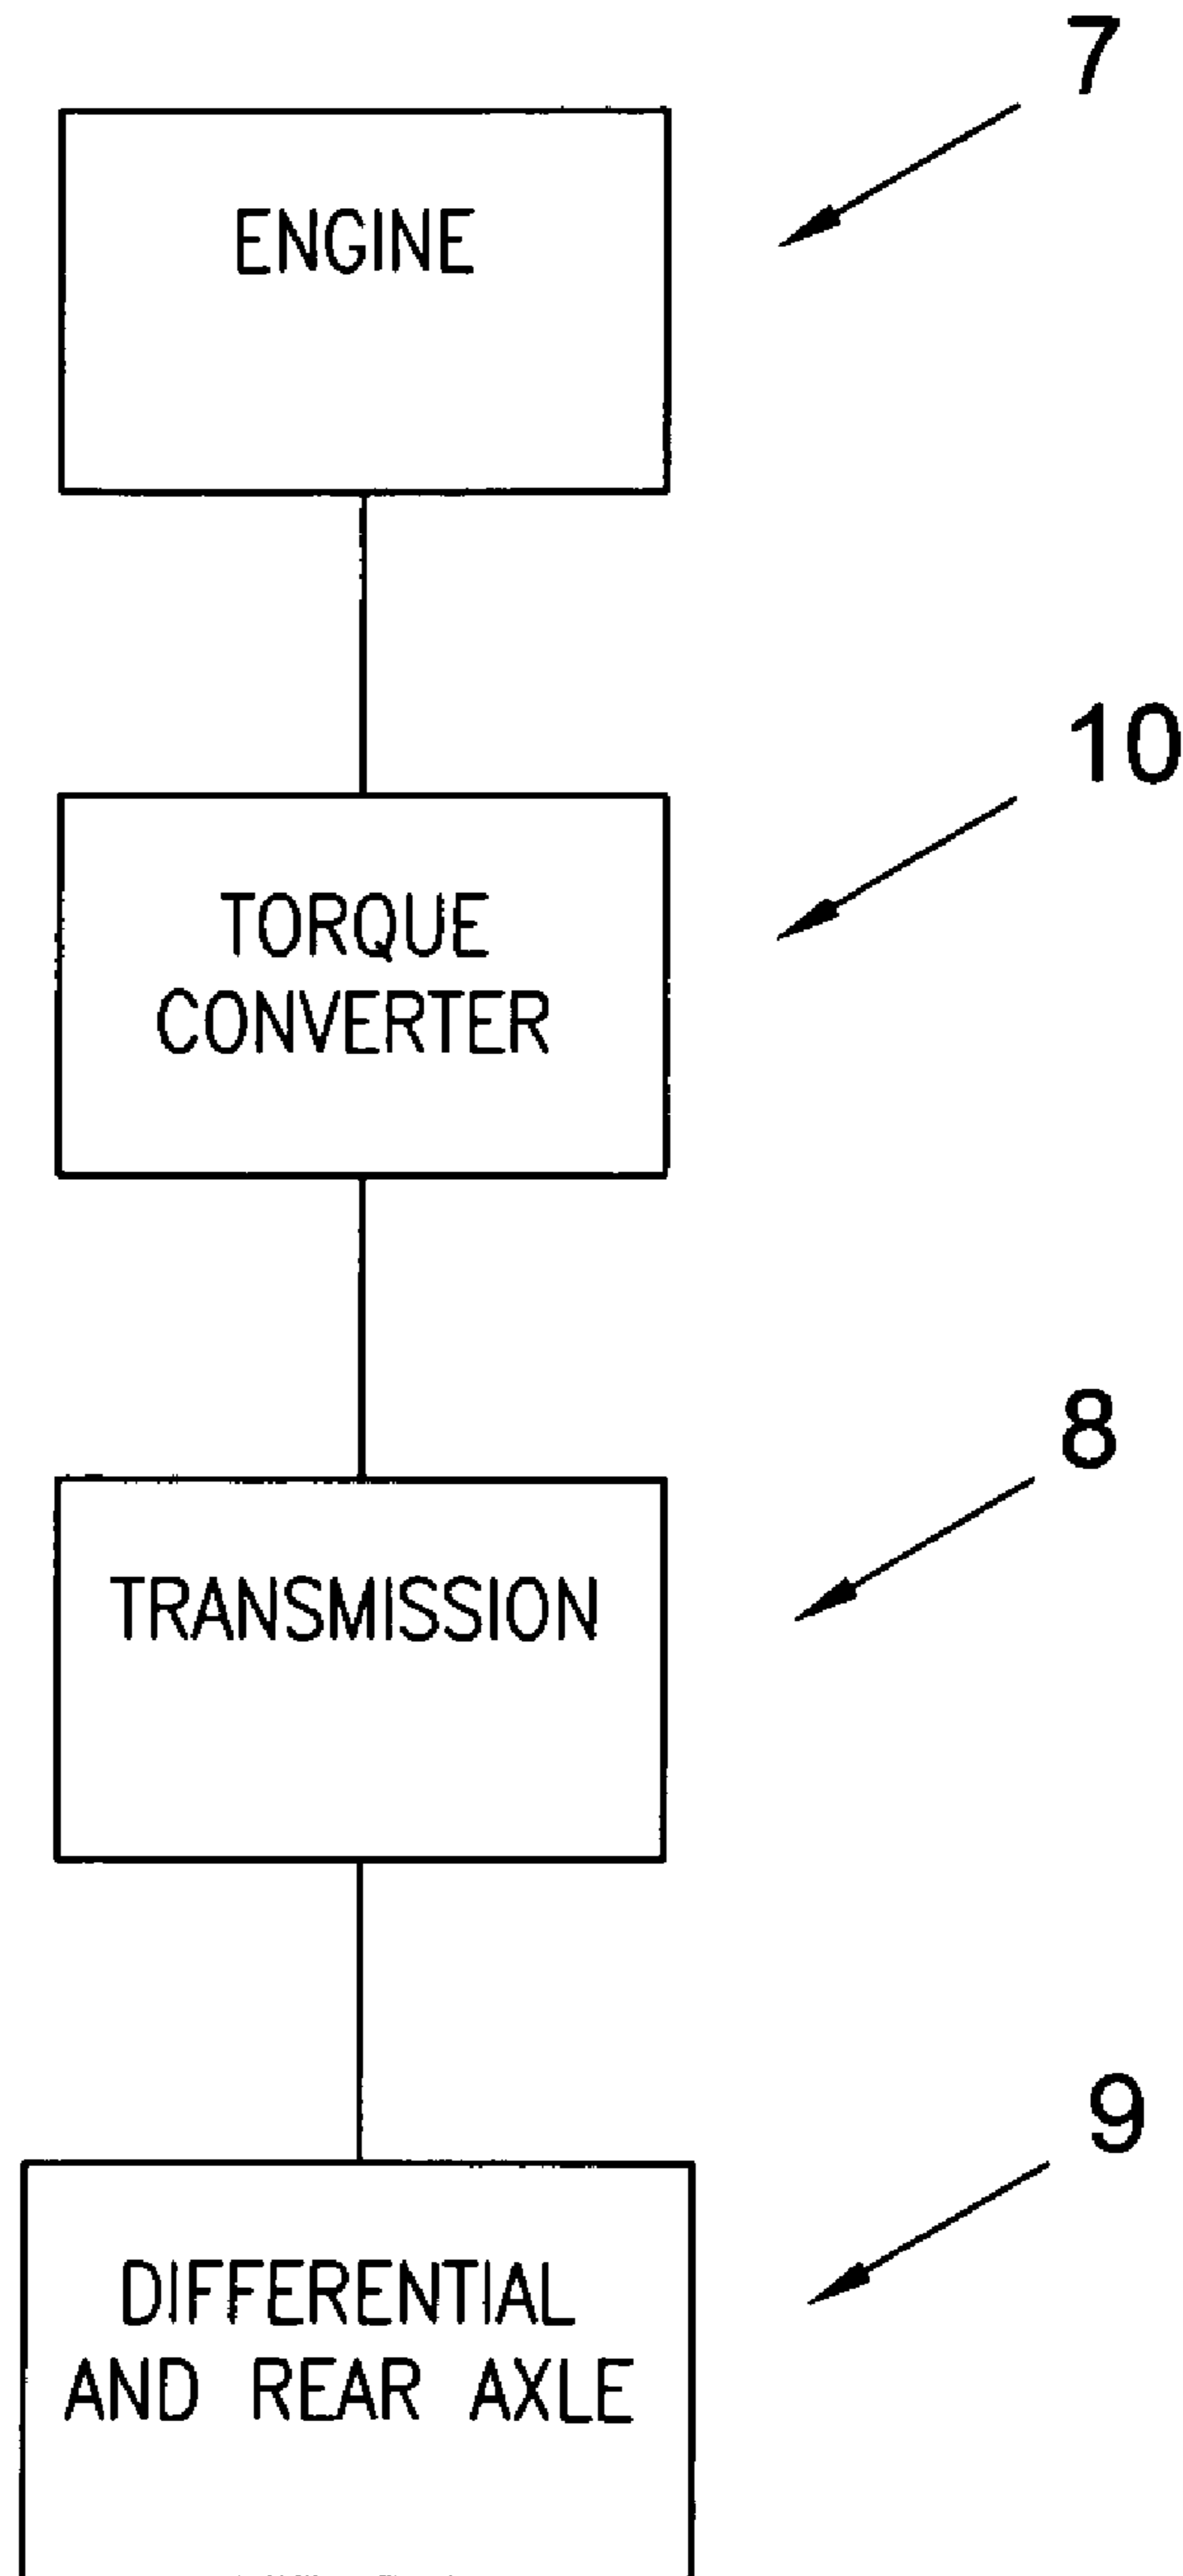 7
ENGINE
10
TORQUE
CONVERTER
8
TRANSMISSION
9
DIFFERENTIAL
AND REAR AXLE